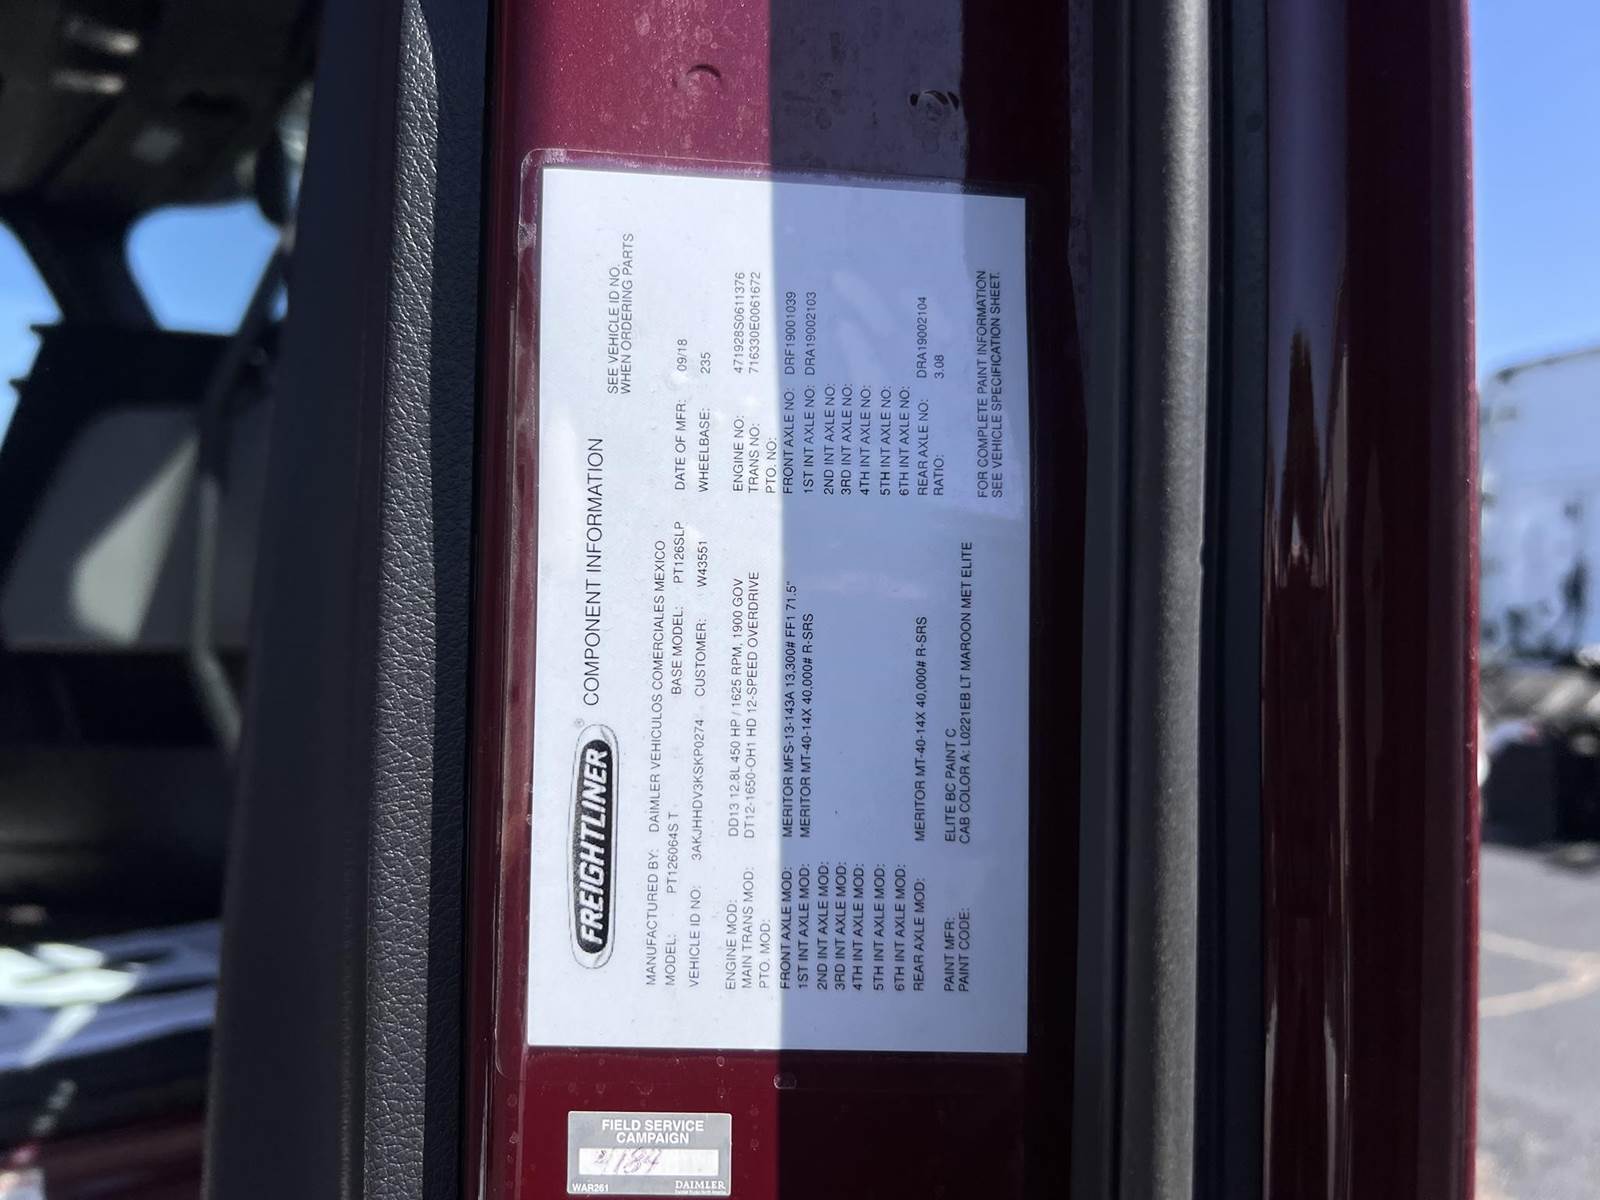 FREIGHTLINER® COMPONENT INFORMATION
SEE VEHICLE ID NO.
WHEN ORDERING PARTS
MANUFACTURED BY: DAIMLER VEHICULOS COMERCIALES MEXICO
MODEL: PT126064S T BASE MODEL: PT126SLP DATE OF MFR: 09/18
VEHICLE ID NO: 3AKJHHDV3KSKP0274 CUSTOMER: W43551 WHEELBASE: 235
ENGINE MOD: DD13 12.8L 450 HP / 1625 RPM, 1900 GOV ENGINE NO: 471928S0611376
MAIN TRANS MOD: DT12-1650-OH1 HD 12-SPEED OVERDRIVE TRANS NO: 716330E0061672
PTO. MOD: PTO. NO:
FRONT AXLE MOD: MERITOR MFS-13-143A 13,300# FF1 71.5" FRONT AXLE NO: DRF19001039
1ST INT AXLE MOD: MERITOR MT-40-14X 40,000# R-SRS 1ST INT AXLE NO: DRA19002103
2ND INT AXLE MOD: 2ND INT AXLE NO:
3RD INT AXLE MOD: 3RD INT AXLE NO:
4TH INT AXLE MOD: 4TH INT AXLE NO:
5TH INT AXLE MOD: 5TH INT AXLE NO:
6TH INT AXLE MOD: 6TH INT AXLE NO:
REAR AXLE MOD: MERITOR MT-40-14X 40,000# R-SRS REAR AXLE NO: DRA19002104
RATIO: 3.08
PAINT MFR: ELITE BC PAINT C
PAINT CODE: CAB COLOR A: L0221EB LT MAROON MET ELITE
FOR COMPLETE PAINT INFORMATION
SEE VEHICLE SPECIFICATION SHEET.
FIELD SERVICE
CAMPAIGN
WAR261 DAIMLER